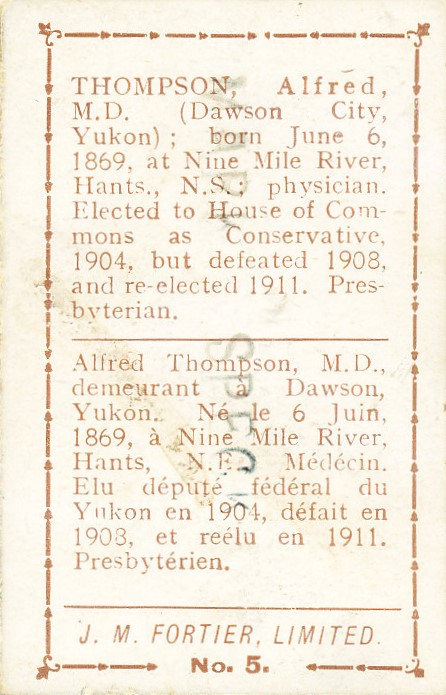 THOMPSON, Alfred,
M.D. (Dawson City,
Yukon) ; born June 6,
1869, at Nine Mile River,
Hants., N.S.; physician.
Elected to House of Com-
mons as Conservative,
1904, but defeated 1908,
and re-elected 1911. Pres-
byterian.
Alfred Thompson, M.D.,
demeurant à Dawson,
Yukon. Né le 6 Juin,
1869, à Nine Mile River,
Hants, N.E. Médécin.
Elu député fédéral du
Yukon en 1904, défait en
1908, et reélu en 1911.
Presbytérien.
J. M. FORTIER, LIMITED.
No. 5.